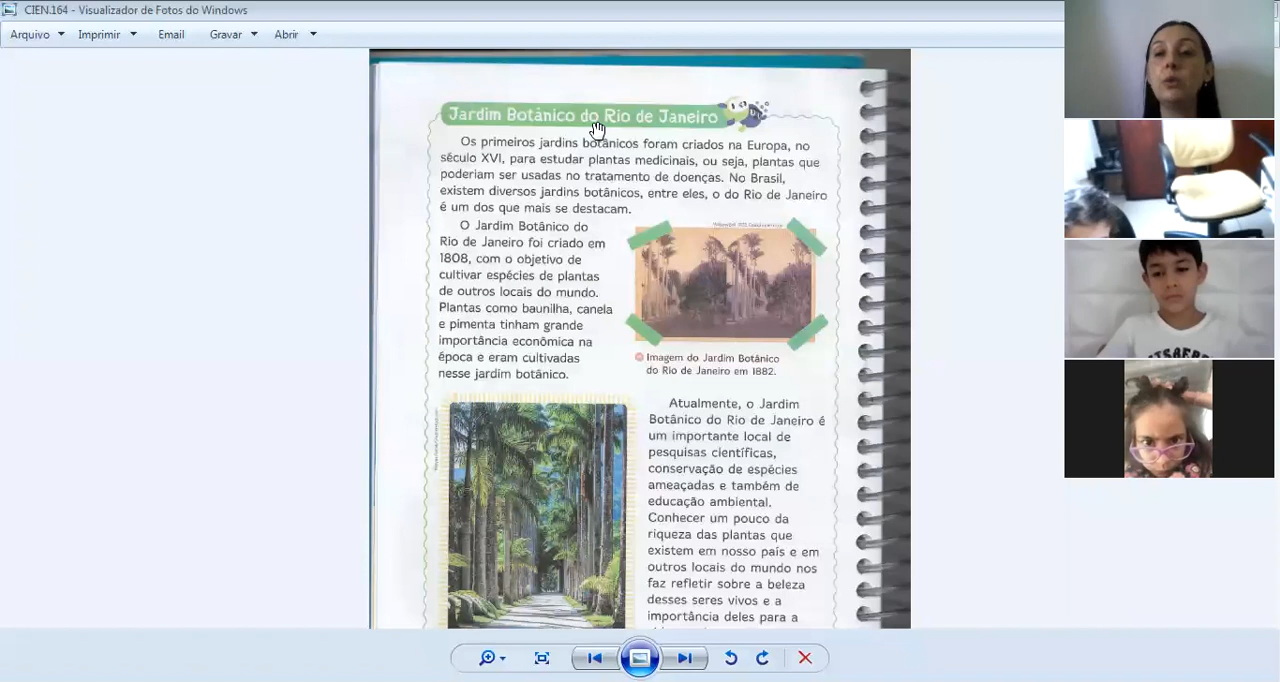 CIEN.164 - Visualizador de Fotos do Windows
Arquivo Imprimir Email Gravar Abrir
Jardim Botânico do Rio de Janeiro
Os primeiros jardins botânicos foram criados na Europa, no
século XVI, para estudar plantas medicinais, ou seja, plantas que
poderiam ser usadas no tratamento de doenças. No Brasil,
existem diversos jardins botânicos, entre eles, o do Rio de Janeiro
é um dos que mais se destacam.
O Jardim Botânico do
Rio de Janeiro foi criado em
1808, com o objetivo de
cultivar espécies de plantas
de outros locais do mundo.
Plantas como baunilha, canela
e pimenta tinham grande
importância econômica na
época e eram cultivadas
nesse jardim botânico.
Imagem do Jardim Botânico
do Rio de Janeiro em 1882.
Atualmente, o Jardim
Botânico do Rio de Janeiro é
um importante local de
pesquisas científicas,
conservação de espécies
ameaçadas e também de
educação ambiental.
Conhecer um pouco da
riqueza das plantas que
existem em nosso país e em
outros locais do mundo nos
faz refletir sobre a beleza
desses seres vivos e a
importância deles para a